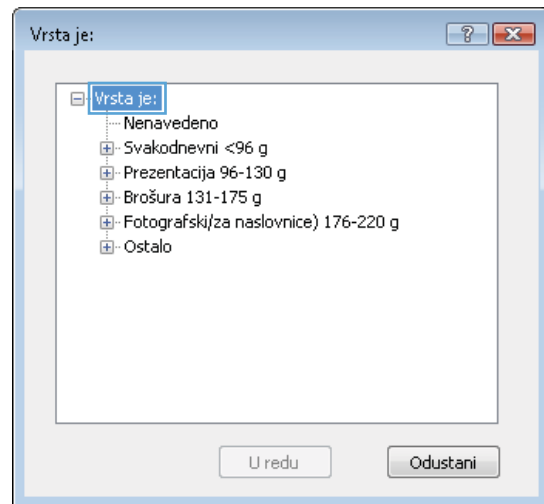 Vrsta je:
Vrsta je:
Nenavedeno
Svakodnevni <96 g
Prezentacija 96-130 g
Brošura 131-175 g
Fotografski/za naslovnice) 176-220 g
Ostalo
U redu
Odustani